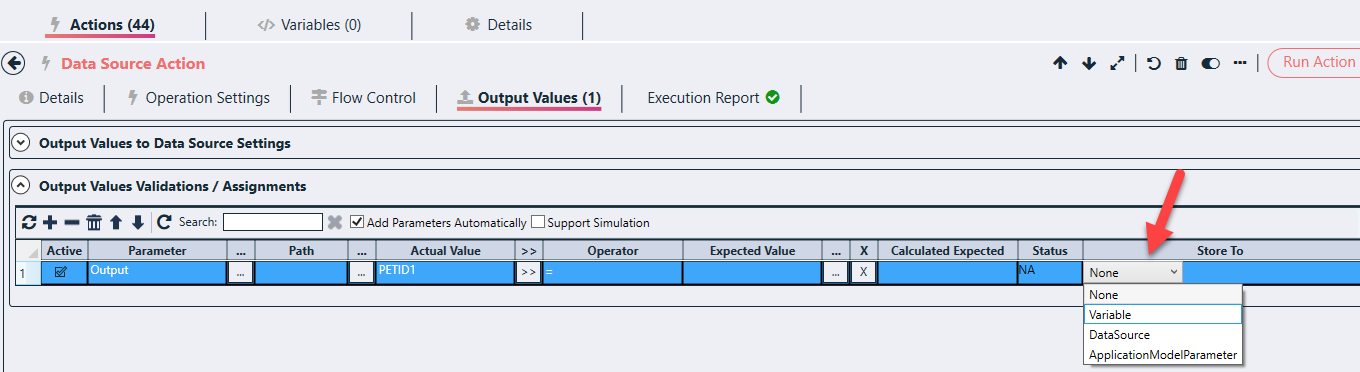 Actions (44) </> Variables (0) Details
Data Source Action Run Action
Details Operation Settings Flow Control Output Values (1) Execution Report
Output Values to Data Source Settings
Output Values Validations / Assignments
Search: Add Parameters Automatically Support Simulation
Active Parameter ... Path ... Actual Value >> Operator Expected Value ... X Calculated Expected Status Store To
1 Output ... ... PETID1 >> = ... X NA None
None
Variable
DataSource
ApplicationModelParameter